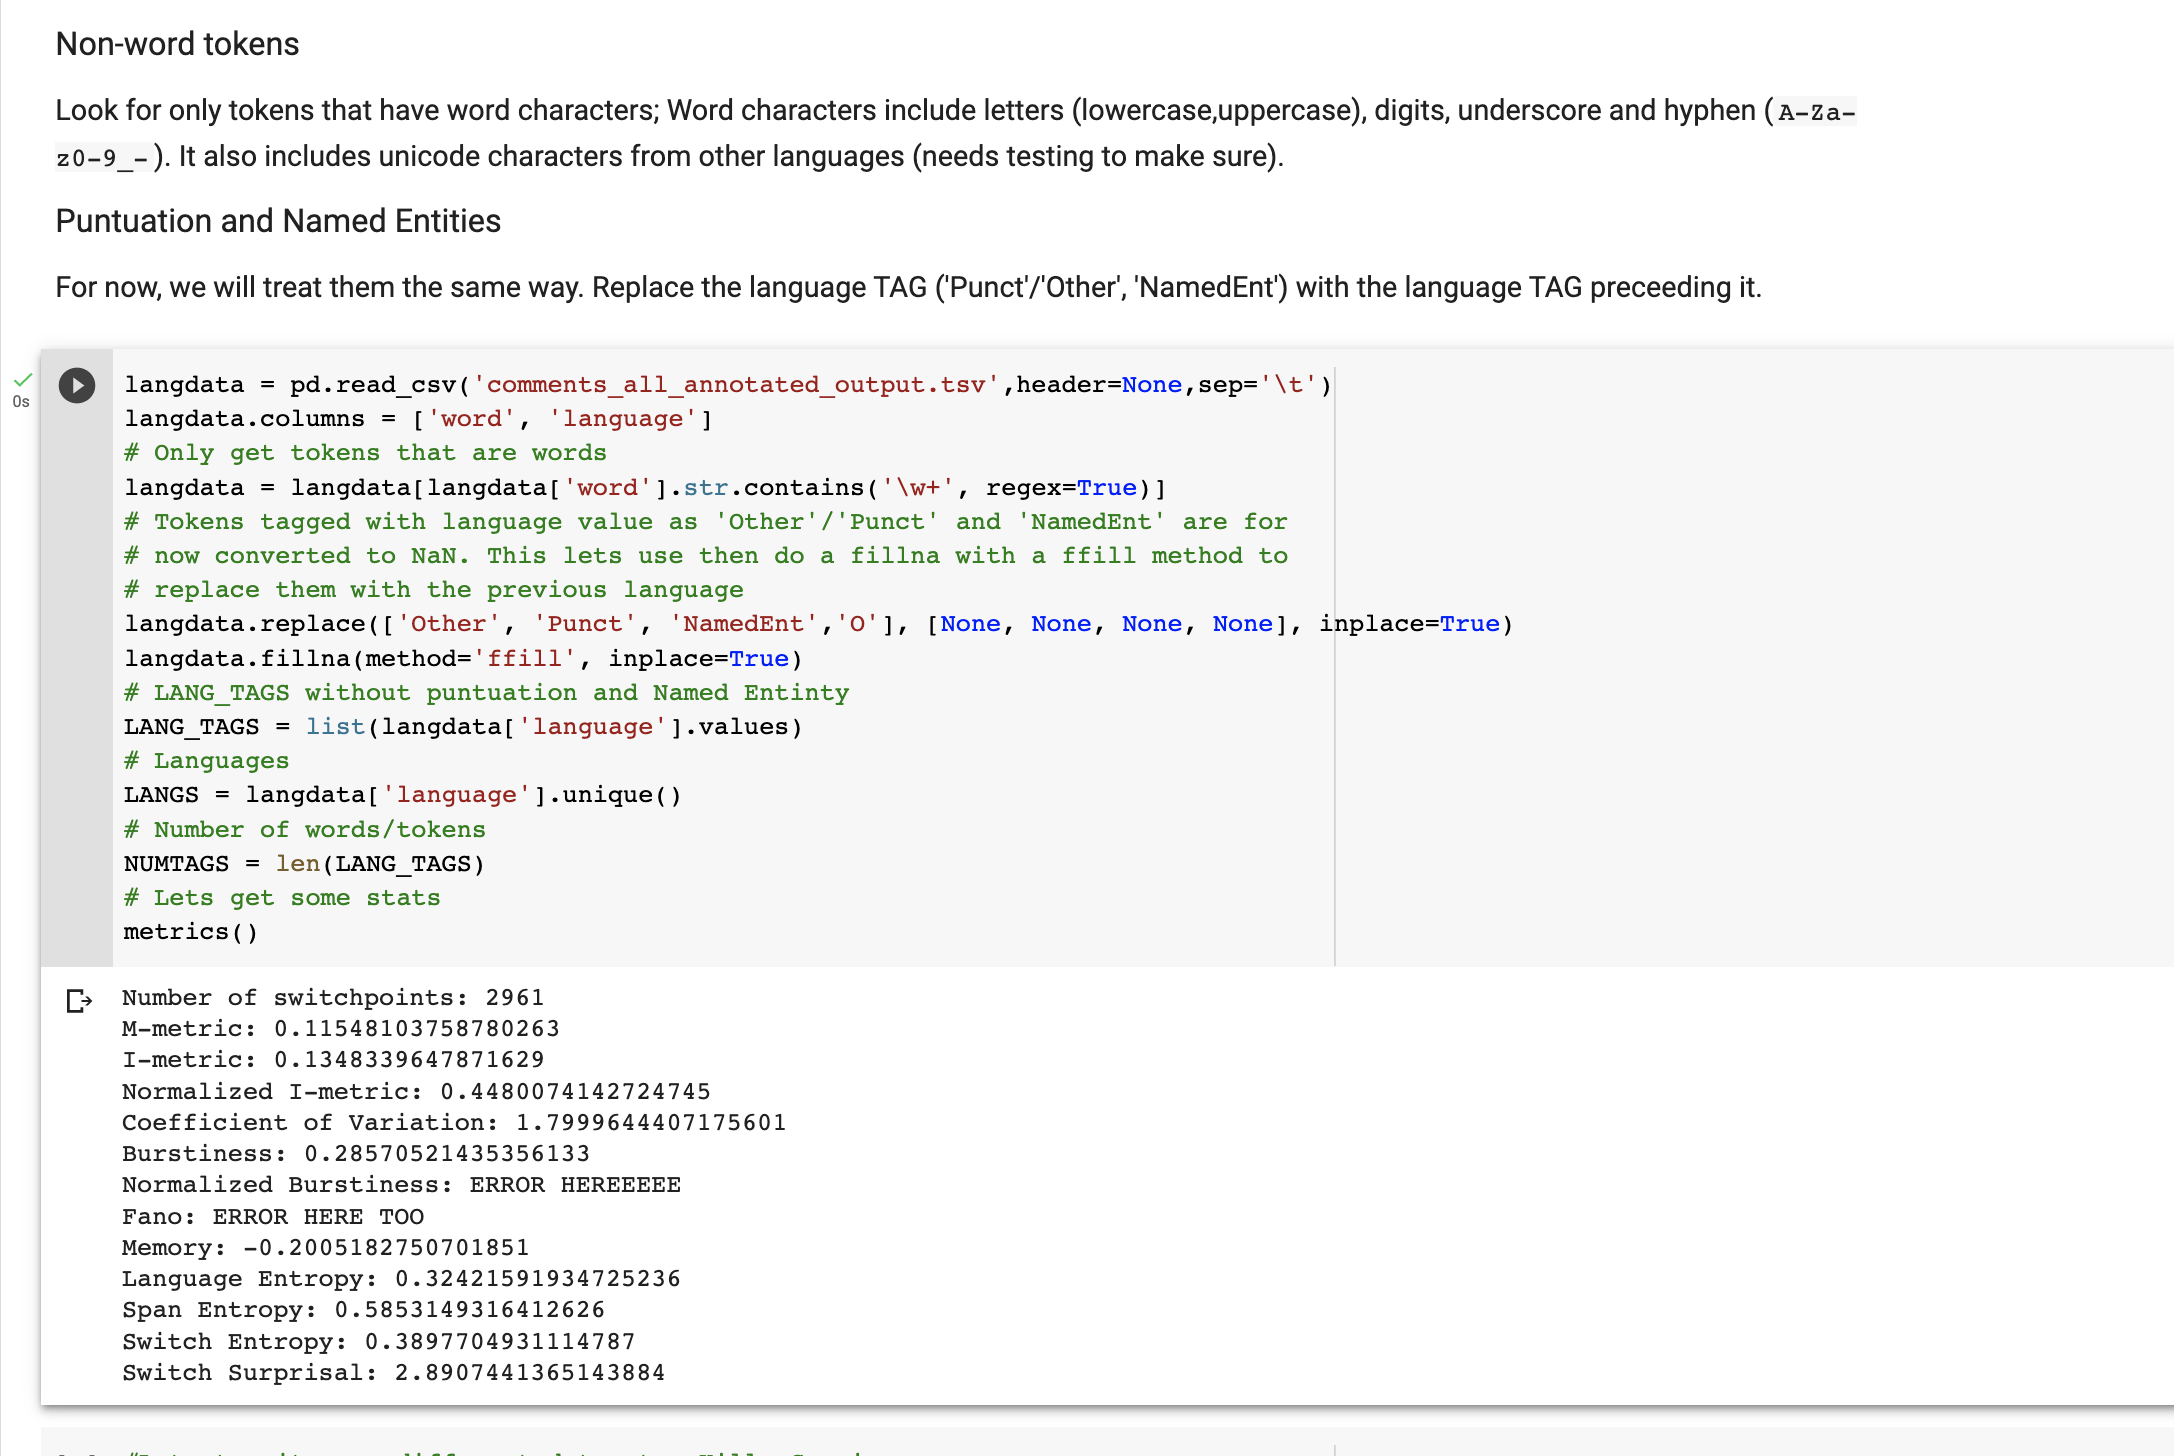 Non-word tokens
Look for only tokens that have word characters; Word characters include letters (lowercase,uppercase), digits, underscore and hyphen ( A-Za-
z0-9_- ). It also includes unicode characters from other languages (needs testing to make sure).
Puntuation and Named Entities
For now, we will treat them the same way. Replace the language TAG ('Punct'/'Other', 'NamedEnt') with the language TAG preceeding it.
0s
langdata = pd.read_csv('comments_all_annotated_output.tsv',header=None,sep='\t')
langdata.columns = ['word', 'language']
# Only get tokens that are words
langdata = langdata[langdata['word'].str.contains('\w+', regex=True)]
# Tokens tagged with language value as 'Other'/'Punct' and 'NamedEnt' are for
# now converted to NaN. This lets use then do a fillna with a ffill method to
# replace them with the previous language
langdata.replace(['Other', 'Punct', 'NamedEnt','O'], [None, None, None, None], inplace=True)
langdata.fillna(method='ffill', inplace=True)
# LANG_TAGS without puntuation and Named Entinty
LANG_TAGS = list(langdata['language'].values)
# Languages
LANGS = langdata['language'].unique()
# Number of words/tokens
NUMTAGS = len(LANG_TAGS)
# Lets get some stats
metrics()
Number of switchpoints: 2961
M-metric: 0.11548103758780263
I-metric: 0.1348339647871629
Normalized I-metric: 0.4480074142724745
Coefficient of Variation: 1.7999644407175601
Burstiness: 0.28570521435356133
Normalized Burstiness: ERROR HEREEEEE
Fano: ERROR HERE TOO
Memory: -0.2005182750701851
Language Entropy: 0.32421591934725236
Span Entropy: 0.5853149316412626
Switch Entropy: 0.3897704931114787
Switch Surprisal: 2.8907441365143884